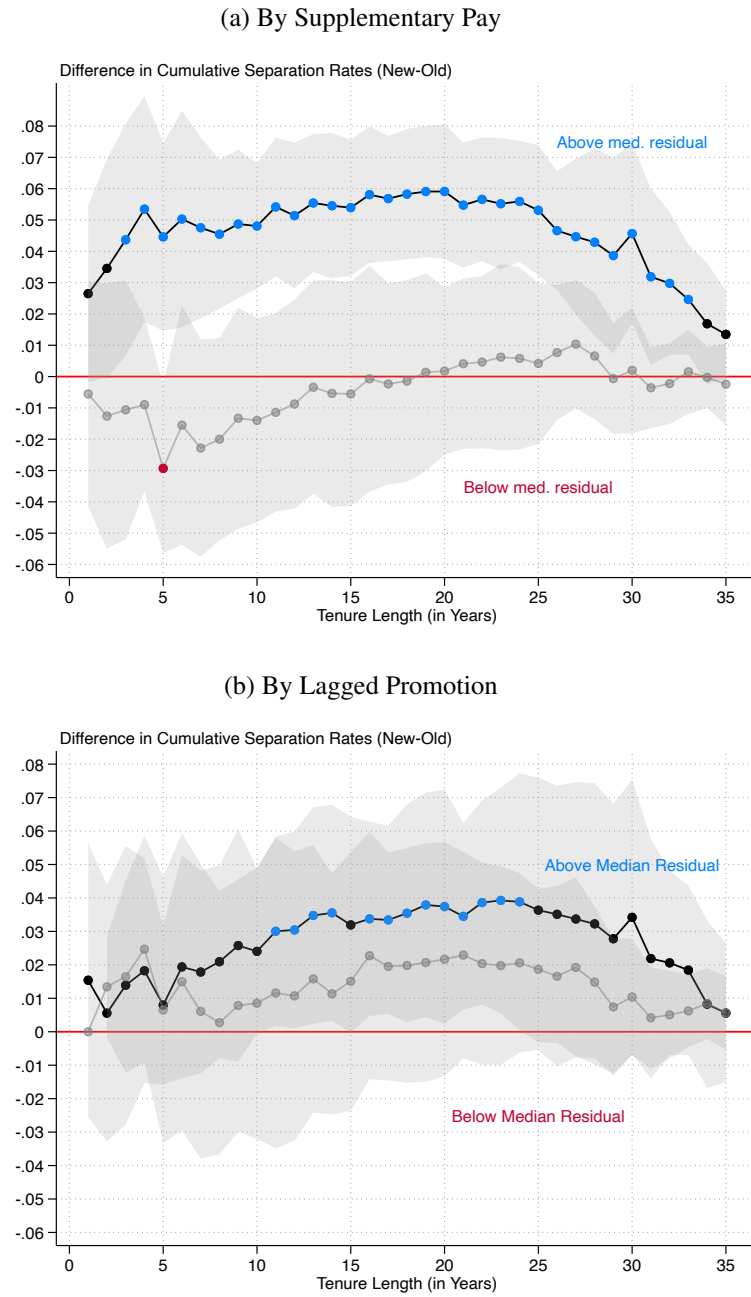 (a) By Supplementary Pay
Difference in Cumulative Separation Rates (New-Old)
.08
Above med. residual
.07
.06
.05
.04
.03
.02
.01
0
-.01
-.02
-.03
Below med. residual
-.04
-.05
-.06
0 5 10 15 20 25 30 35
Tenure Length (in Years)
(b) By Lagged Promotion
Difference in Cumulative Separation Rates (New-Old)
.08
.07
.06
.05
Above Median Residual
.04
.03
.02
.01
0
-.01
-.02
Below Median Residual
-.03
-.04
-.05
-.06
0 5 10 15 20 25 30 35
Tenure Length (in Years)